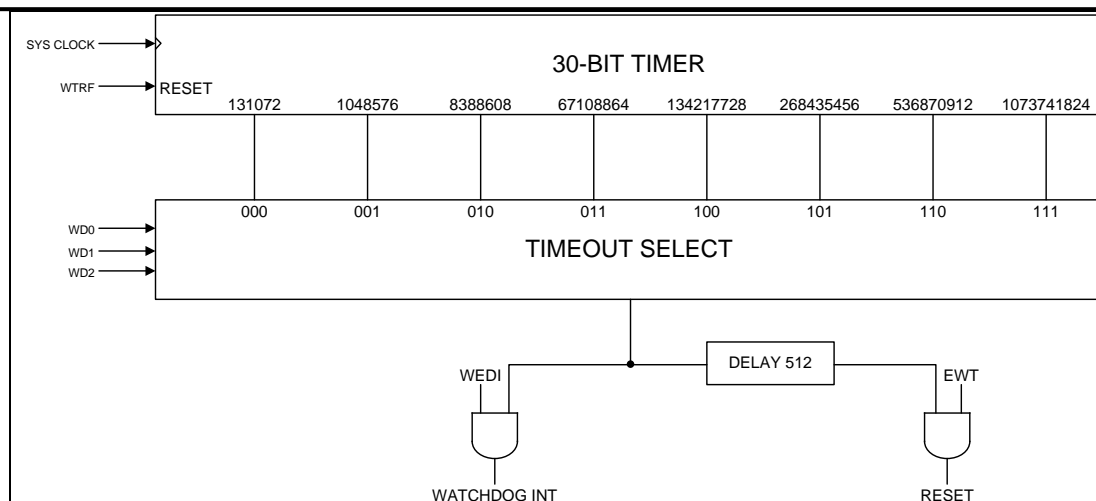 SYS CLOCK
30-BIT TIMER
WTRF
RESET
131072 1048576 8388608 67108864 134217728 268435456 536870912 1073741824
000 001 010 011 100 101 110 111
WD0
WD1
WD2
TIMEOUT SELECT
DELAY 512
WEDI
EWT
WATCHDOG INT
RESET